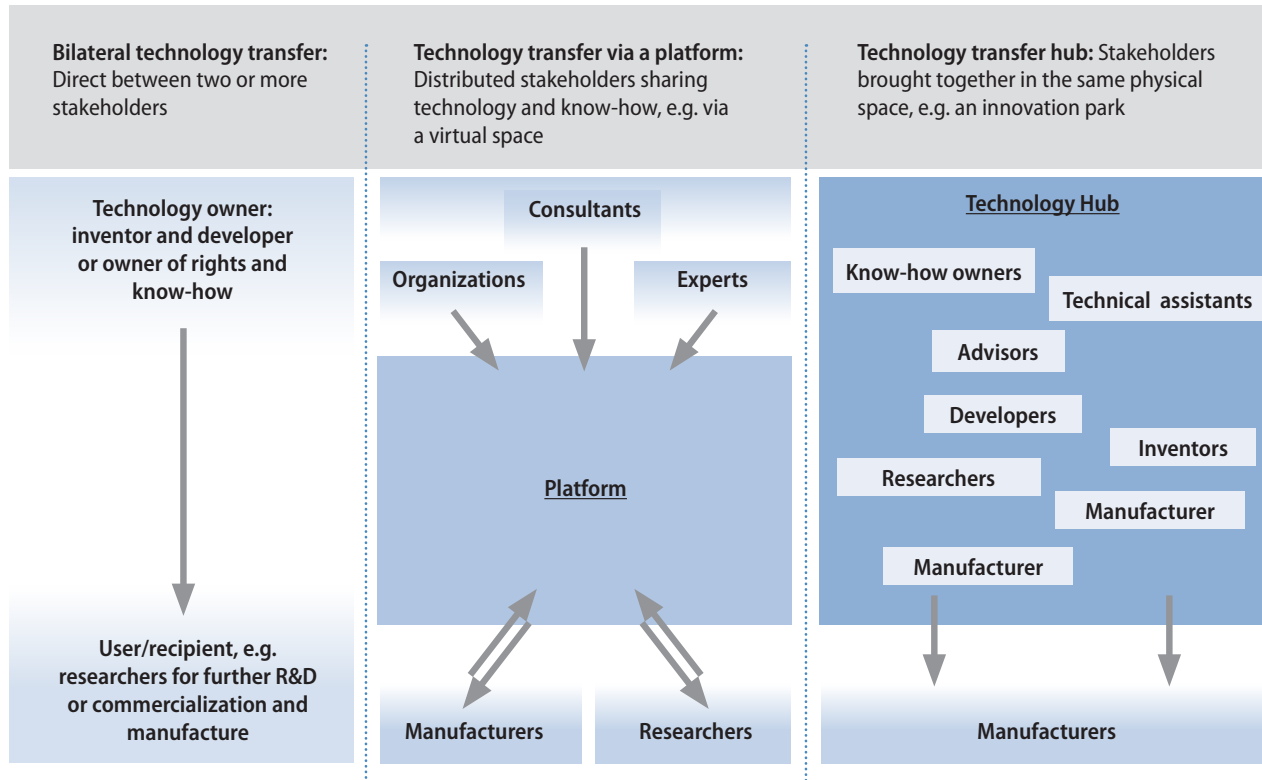 Bilateral technology transfer:
Direct between two or more
stakeholders
Technology transfer via a platform:
Distributed stakeholders sharing
technology and know-how, e.g. via
a virtual space
Technology transfer hub: Stakeholders
brought together in the same physical
space, e.g. an innovation park
Technology owner:
inventor and developer
or owner of rights and
know-how
User/recipient, e.g.
researchers for further R&D
or commercialization and
manufacture
Consultants
Organizations
Experts
Platform
Manufacturers
Researchers
Technology Hub
Know-how owners
Technical assistants
Advisors
Developers
Inventors
Researchers
Manufacturer
Manufacturer
Manufacturers